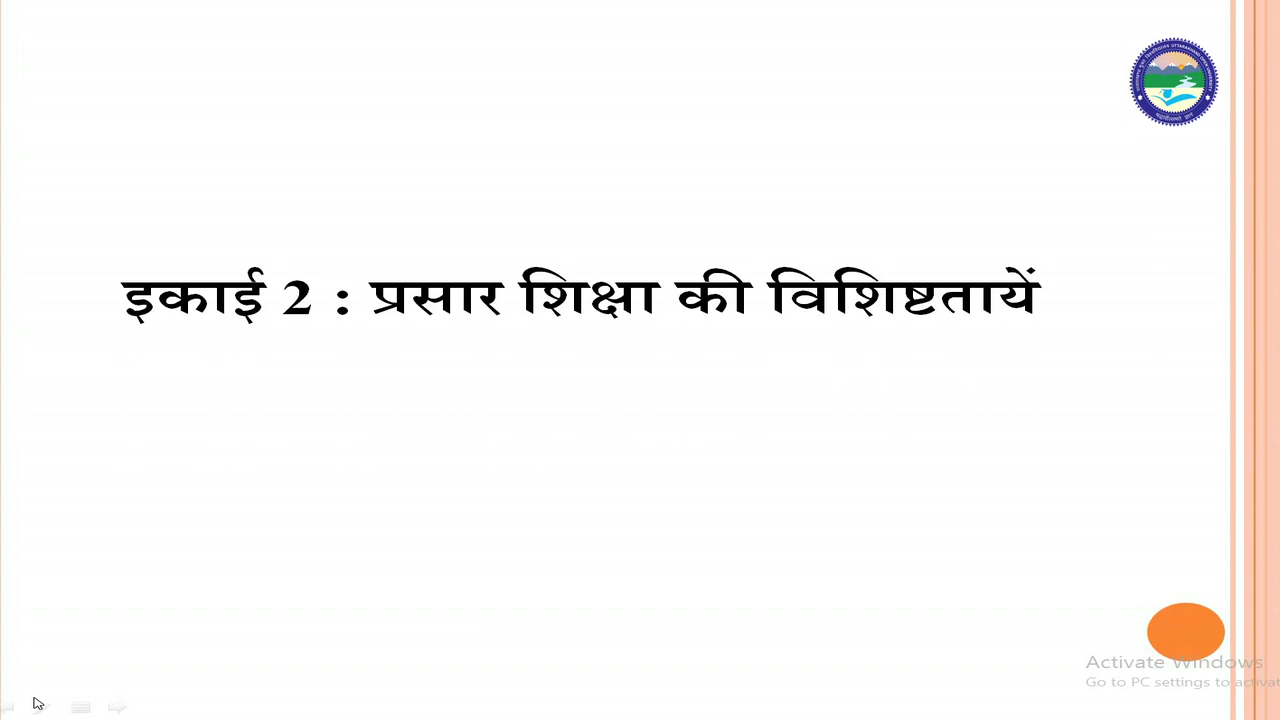 इकाई 2 : प्रसार शिक्षा की विशिष्टतायें
Activate Windows
Go to PC settings to activat